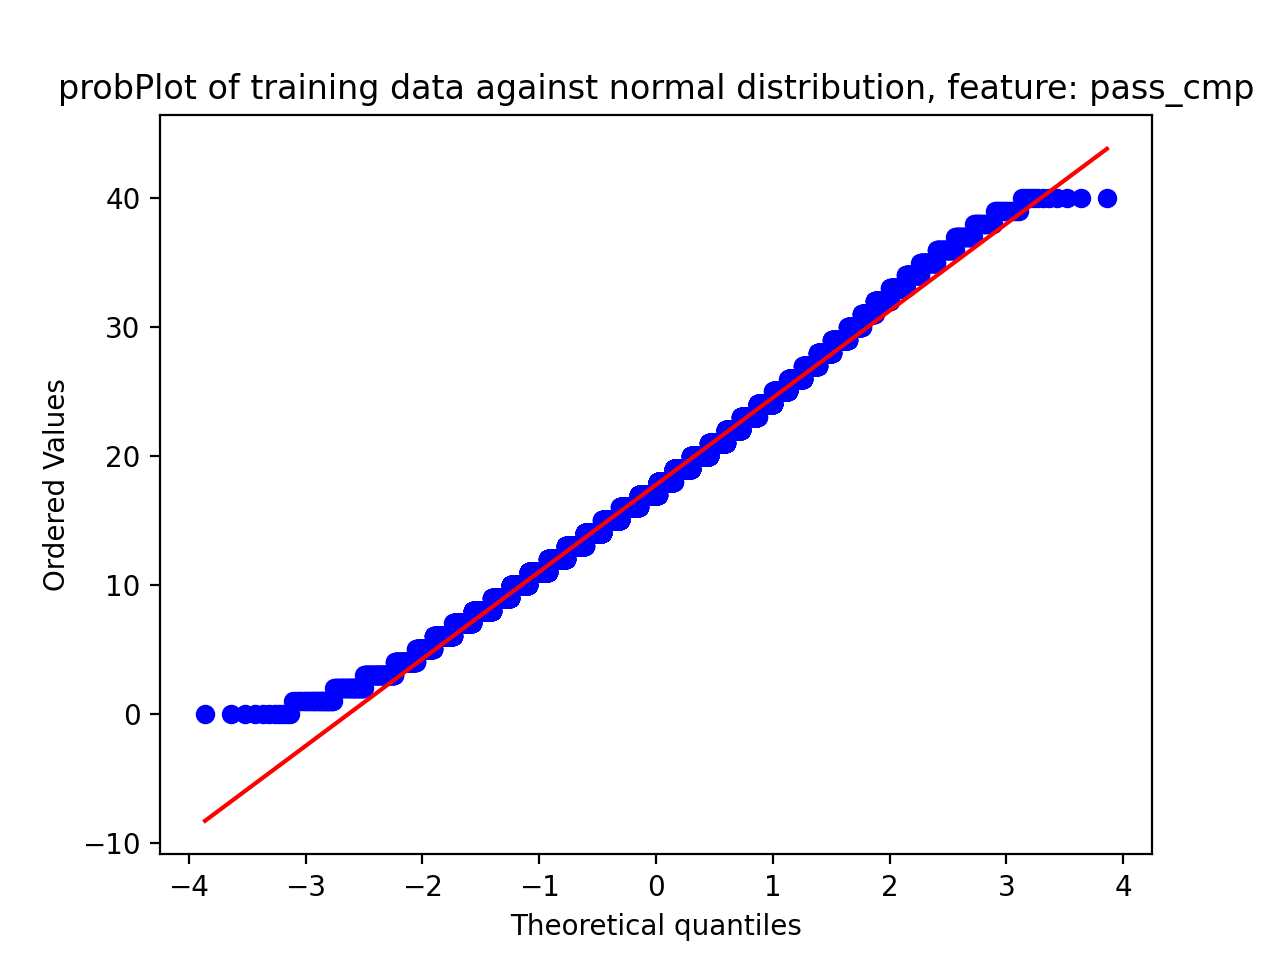 probPlot of training data against normal distribution, feature: pass_cmp
40
30
20
10
0
−10
Ordered Values
−4 −3 −2 −1 0 1 2 3 4
Theoretical quantiles